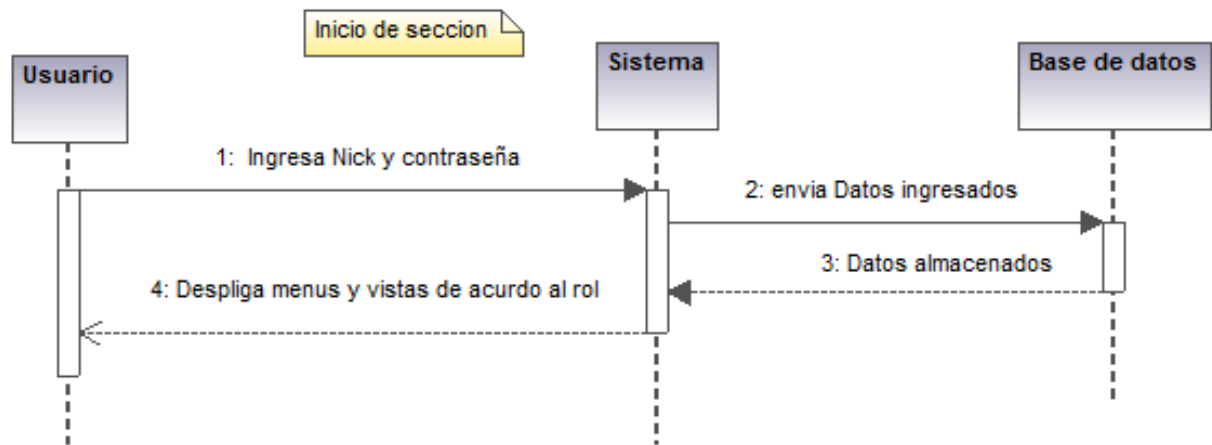 Inicio de seccion
Usuario
Sistema
Base de datos
1: Ingresa Nick y contraseña
2: envia Datos ingresados
3: Datos almacenados
4: Despliga menus y vistas de acurdo al rol